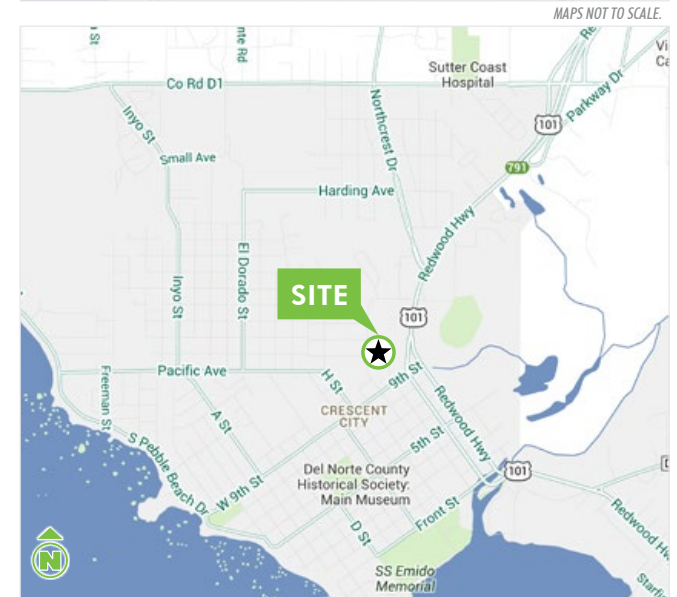 MAPS NOT TO SCALE.
Sutter Coast
Hospital
Co Rd D1
Inyo St
Northcrest Dr
Parkway Dr
101
791
Small Ave
Harding Ave
Redwood Hwy
El Dorado St
Inyo St
SITE
101
Pacific Ave
H St
9th St
Freeman St
A St
CRESCENT
CITY
Redwood Hwy
5th St
S Pebble Beach Dr
W 9th St
Del Norte County
Historical Society:
Main Museum
101
Front St
D St
N
SS Emido
Memorial